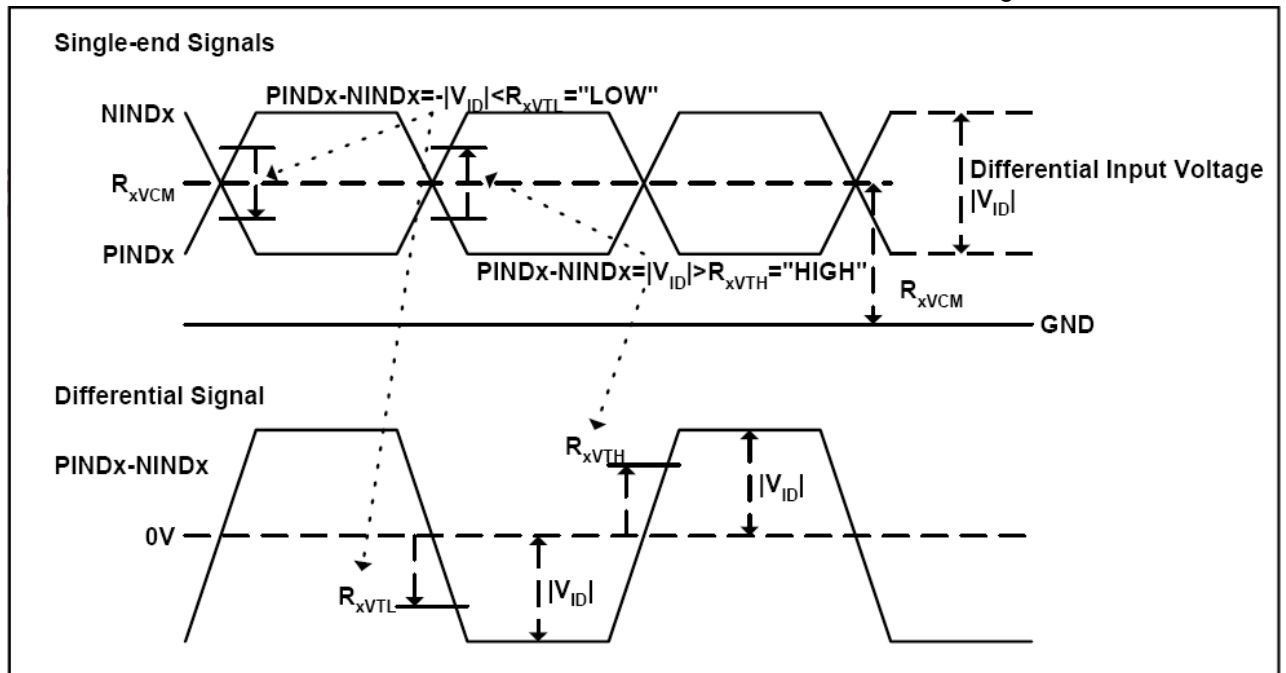 Single-end Signals
PINDx-NINDx=-|VID|<RxVTL="LOW"
NINDx
RxVCM
Differential Input Voltage
|VID|
PINDx
PINDx-NINDx=|VID|>RxVTH="HIGH"
RxVCM
GND
Differential Signal
PINDx-NINDx
RxVTH
|VID|
0V
RxVTL
|VID|